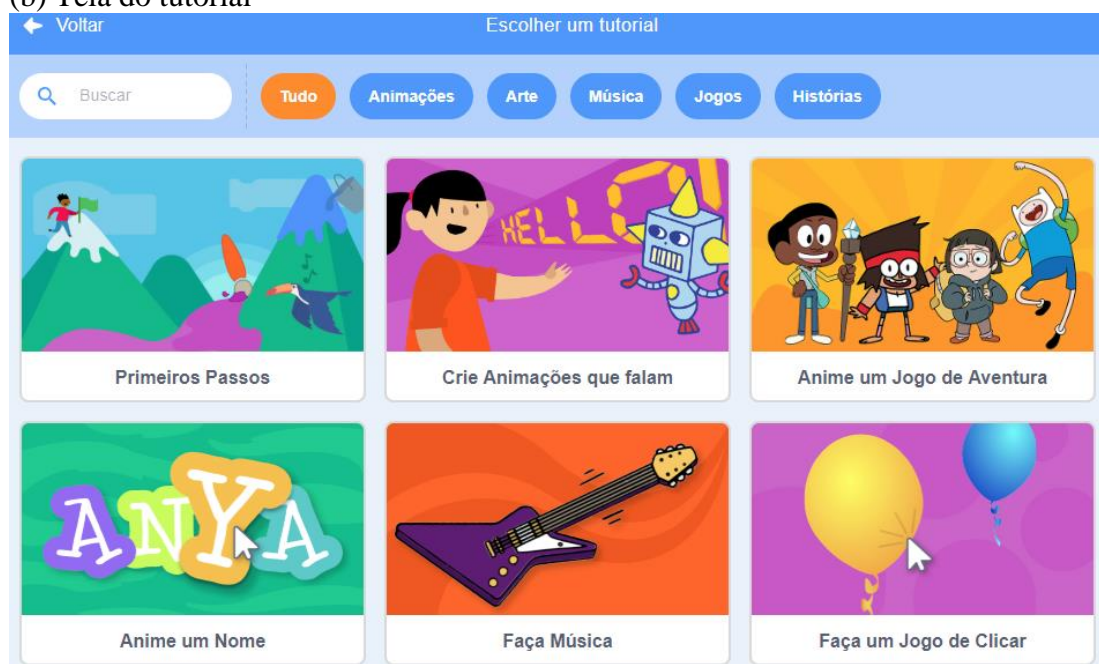 (b) Tela do tutorial
Voltar Escolher um tutorial
Buscar Tudo Animações Arte Música Jogos Histórias
HELLO!
Primeiros Passos Crie Animações que falam Anime um Jogo de Aventura
ANYA
Anime um Nome Faça Música Faça um Jogo de Clicar